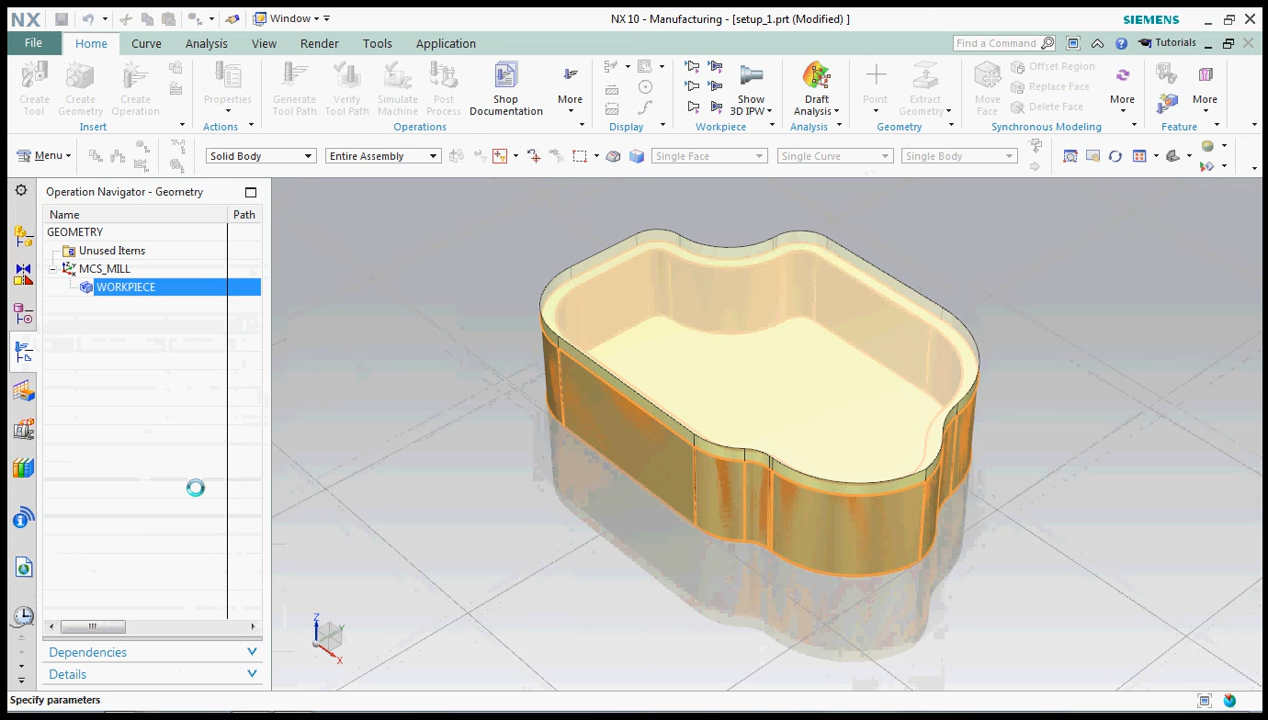 NX
Window
NX 10 - Manufacturing - [setup_1.prt (Modified) ]
SIEMENS
File
Home
Curve
Analysis
View
Render
Tools
Application
Find a Command
Tutorials
Create Tool
Create Geometry
Create Operation
Insert
Properties
Actions
Generate Tool Path
Verify Tool Path
Simulate Machine
Post Process
Shop Documentation
More
Operations
Display
Show 3D IPW
Workpiece
Draft Analysis
Analysis
Point
Extract Geometry
Geometry
Move Face
Offset Region
Replace Face
Delete Face
More
Synchronous Modeling
More
Feature
Menu
Solid Body
Entire Assembly
Single Face
Single Curve
Single Body
Operation Navigator - Geometry
Name
Path
GEOMETRY
Unused Items
MCS_MILL
WORKPIECE
Dependencies
Details
Z
Y
X
Specify parameters